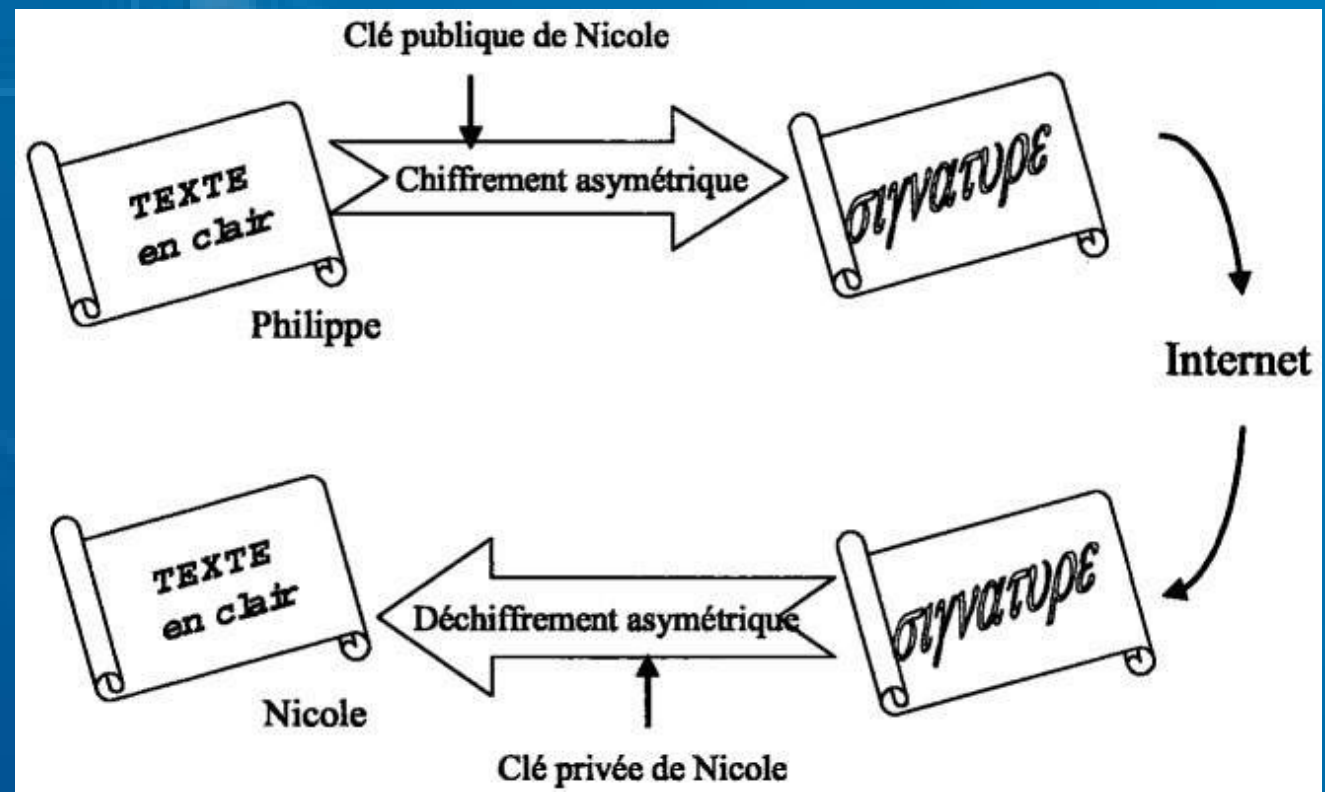 Clé publique de Nicole
TEXTE
en clair
Chiffrement asymétrique
σιγνατυρε
Philippe
Internet
TEXTE
en clair
Déchiffrement asymétrique
σιγνατυρε
Nicole
Clé privée de Nicole